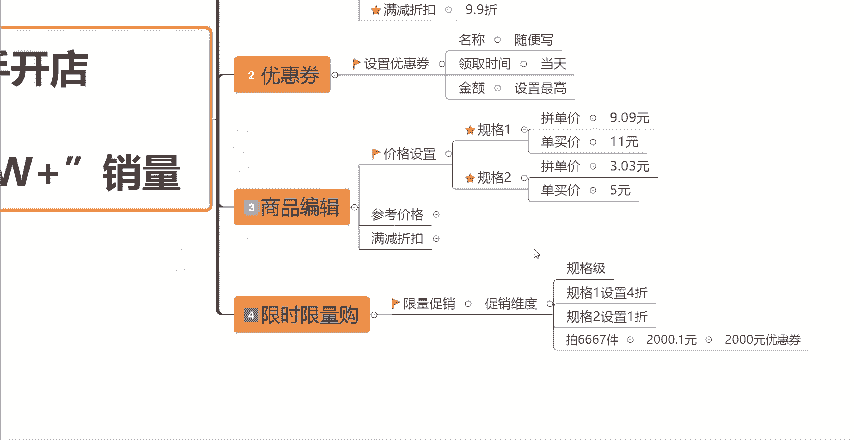 满减折扣 9.9折
手开店
W+”销量
2 优惠券
设置优惠券
名称 随便写
领取时间 当天
金额 设置最高
3 商品编辑
价格设置
规格1
拼单价 9.09元
单买价 11元
规格2
拼单价 3.03元
单买价 5元
参考价格
满减折扣
4 限时限量购
限量促销 促销维度
规格级
规格1设置4折
规格2设置1折
拍6667件 2000.1元 2000元优惠券